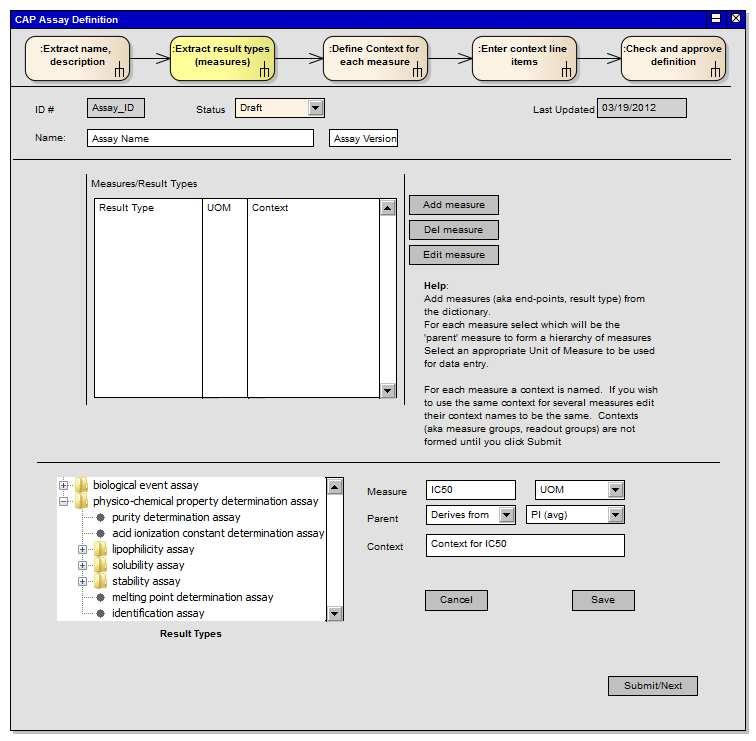 CAP Assay Definition
:Extract name, description
:Extract result types (measures)
:Define Context for each measure
:Enter context line items
:Check and approve definition
ID #
Assay_ID
Status
Draft
Last Updated
03/19/2012
Name:
Assay Name
Assay Version
Measures/Result Types
Result Type
UOM
Context
Add measure
Del measure
Edit measure
Help:
Add measures (aka end-points, result type) from
the dictionary.
For each measure select which will be the
'parent' measure to form a hierarchy of measures
Select an appropriate Unit of Measure to be used
for data entry.
For each measure a context is named.  If you wish
to use the same context for several measures edit
their context names to be the same.  Contexts
(aka measure groups, readout groups) are not
formed until you click Submit
biological event assay
physico-chemical property determination assay
purity determination assay
acid ionization constant determination assay
lipophilicity assay
solubility assay
stability assay
melting point determination assay
identification assay
Result Types
Measure
IC50
UOM
Parent
Derives from
PI (avg)
Context
Context for IC50
Cancel
Save
Submit/Next